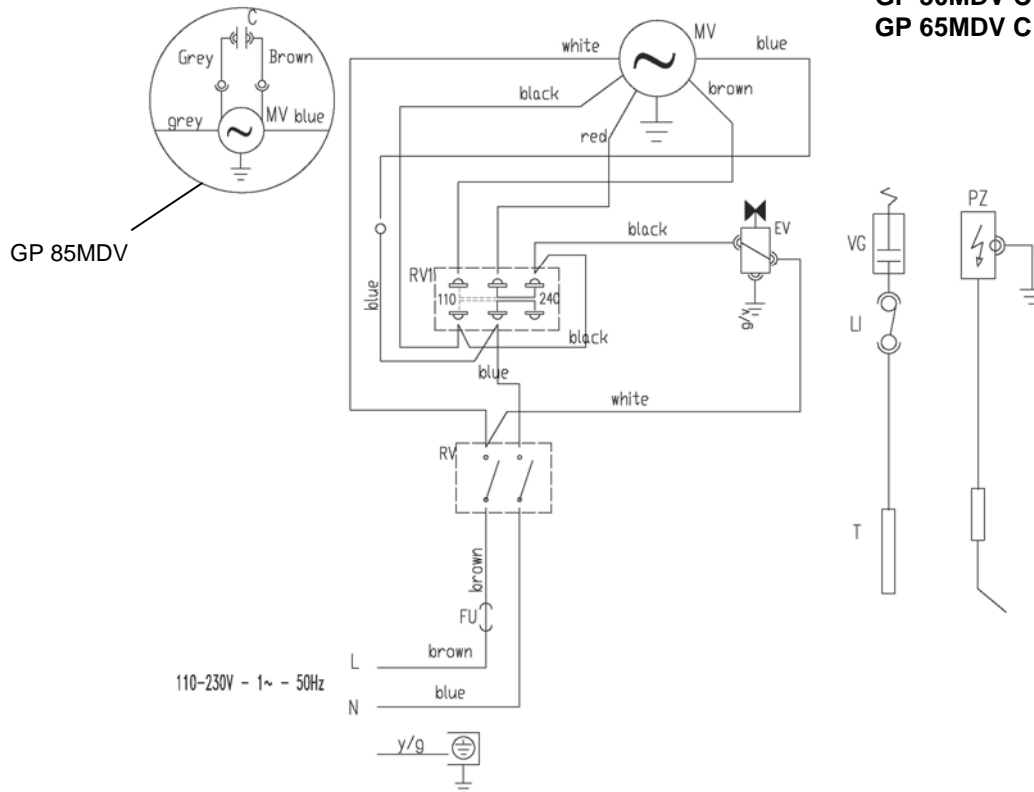 GP 65MDV C
C
Grey
Brown
grey
MV
blue
GP 85MDV
white
MV
blue
black
brown
red
black
EV
g/y
RV1
110
240
blue
black
blue
white
RV
brown
FU
L
brown
110-230V - 1~ - 50Hz
N
blue
y/g
VG
PZ
LI
T